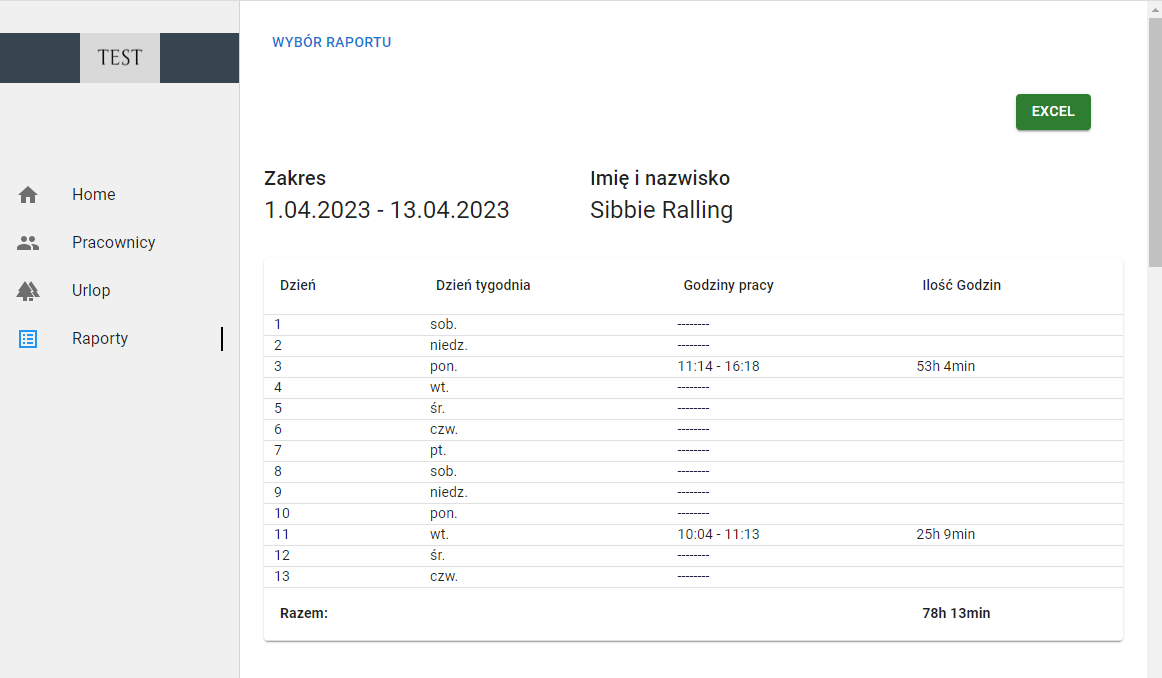 TEST
WYBÓR RAPORTU
EXCEL
Home
Pracownicy
Urlop
Raporty
Zakres Imię i nazwisko
1.04.2023 - 13.04.2023 Sibbie Ralling
Dzień Dzień tygodnia Godziny pracy Ilość Godzin
1 sob. --------
2 niedz. --------
3 pon. 11:14 - 16:18 53h 4min
4 wt. --------
5 śr. --------
6 czw. --------
7 pt. --------
8 sob. --------
9 niedz. --------
10 pon. --------
11 wt. 10:04 - 11:13 25h 9min
12 śr. --------
13 czw. --------
Razem: 78h 13min